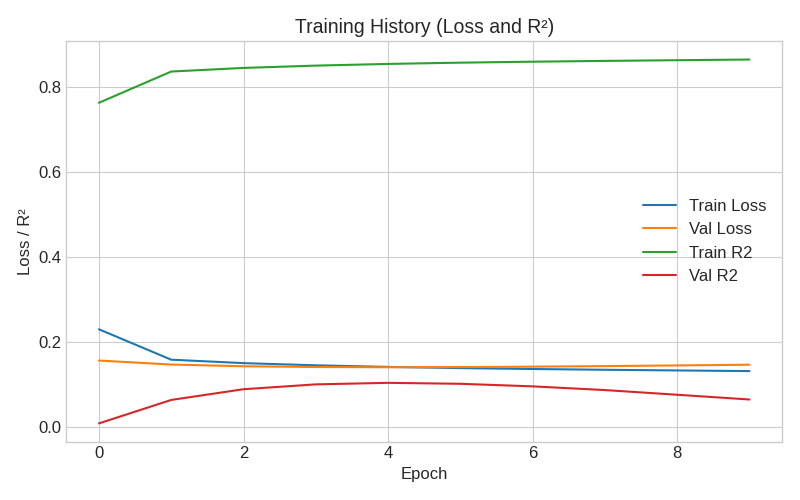 Training History (Loss and R²)
Loss / R²
0.8
0.6
0.4
0.2
0.0
Train Loss
Val Loss
Train R2
Val R2
0 2 4 6 8
Epoch